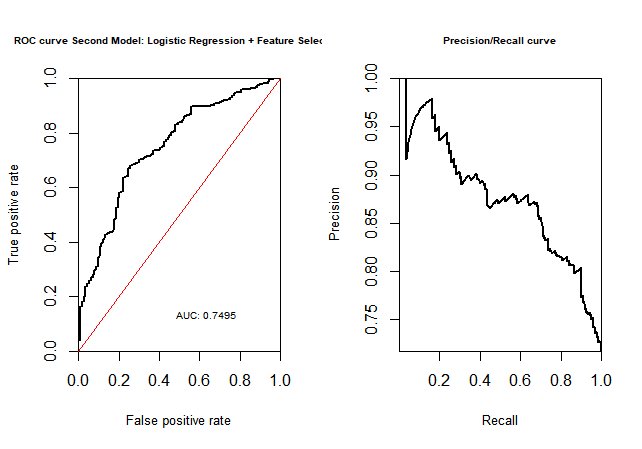 ROC curve Second Model: Logistic Regression + Feature Selec
True positive rate
0.0 0.2 0.4 0.6 0.8 1.0
AUC: 0.7495
0.0 0.2 0.4 0.6 0.8 1.0
False positive rate
Precision/Recall curve
Precision
0.75 0.80 0.85 0.90 0.95 1.00
0.2 0.4 0.6 0.8 1.0
Recall